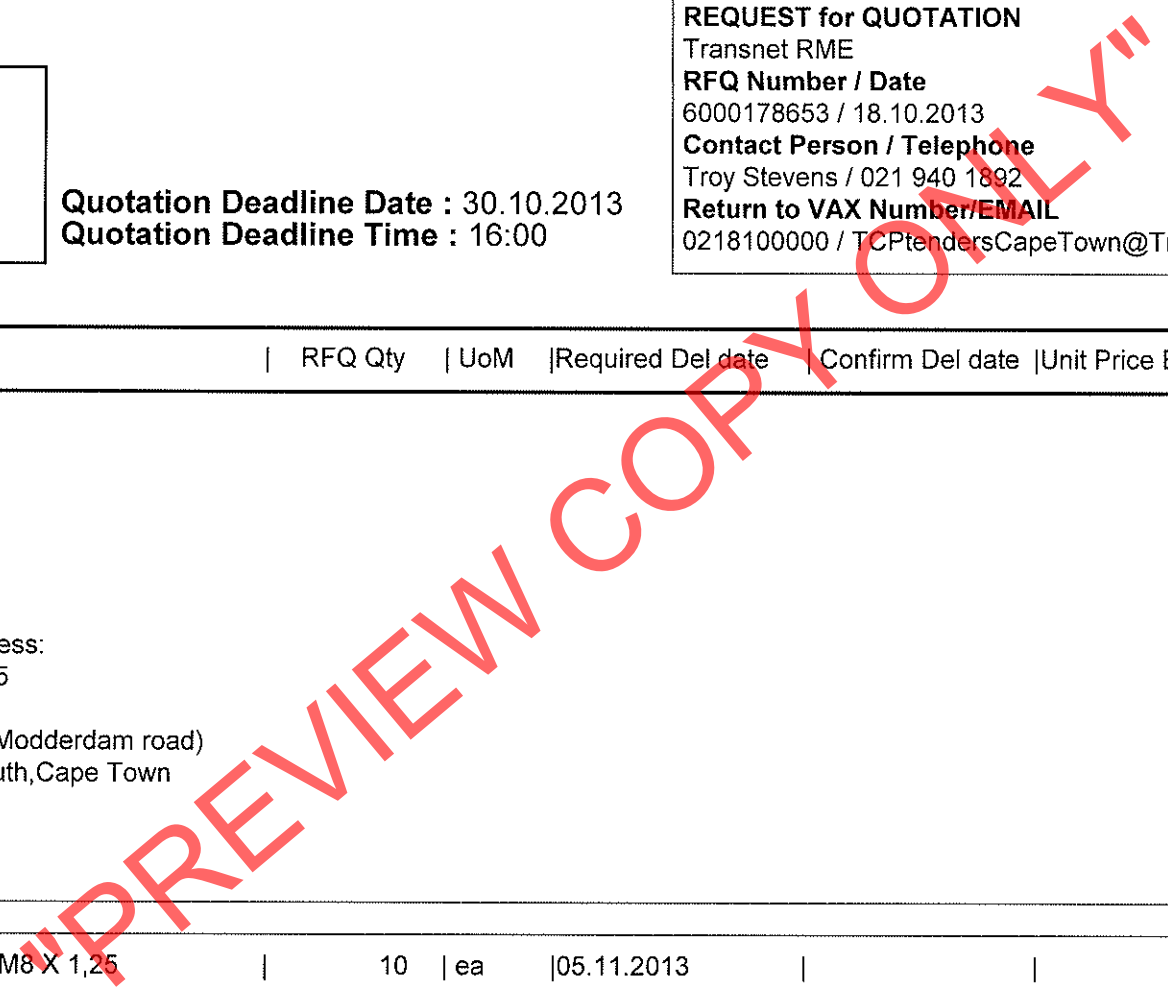 REQUEST for QUOTATION
Transnet RME
RFQ Number / Date
6000178653 / 18.10.2013
Contact Person / Telephone
Troy Stevens / 021 940 1892
Return to VAX Number/EMAIL
0218100000 / TCPtendersCapeTown@Tr
Quotation Deadline Date : 30.10.2013
Quotation Deadline Time : 16:00
| RFQ Qty | UoM |Required Del date | Confirm Del date |Unit Price E
ess:
5
Modderdam road)
uth,Cape Town
M8 X 1,25 | 10 | ea |05.11.2013 | |
"PREVIEW COPY ONLY"